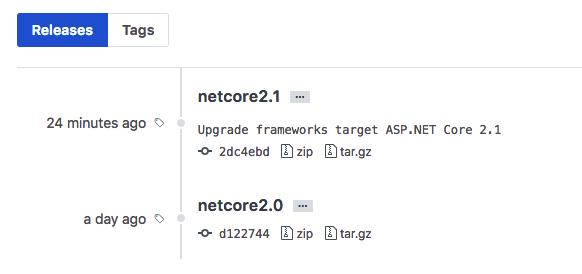 Releases Tags
netcore2.1 ...
24 minutes ago
Upgrade frameworks target ASP.NET Core 2.1
2dc4ebd zip tar.gz
netcore2.0 ...
a day ago
d122744 zip tar.gz